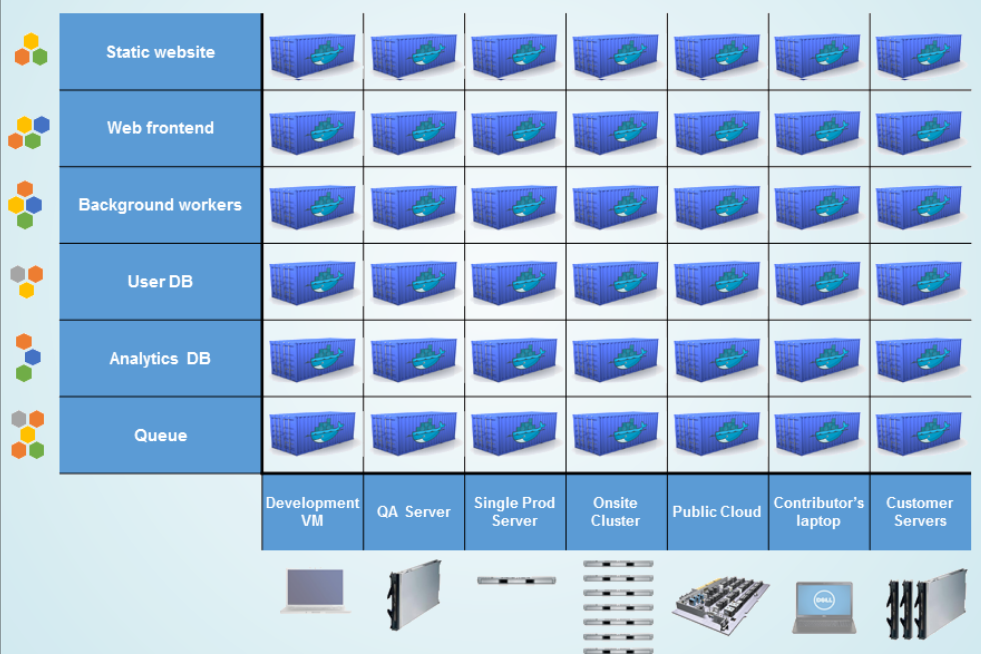 Static website
Web frontend
Background workers
User DB
Analytics DB
Queue
Development
VM
QA Server
Single Prod
Server
Onsite
Cluster
Public Cloud
Contributor's
laptop
Customer
Servers
DELL